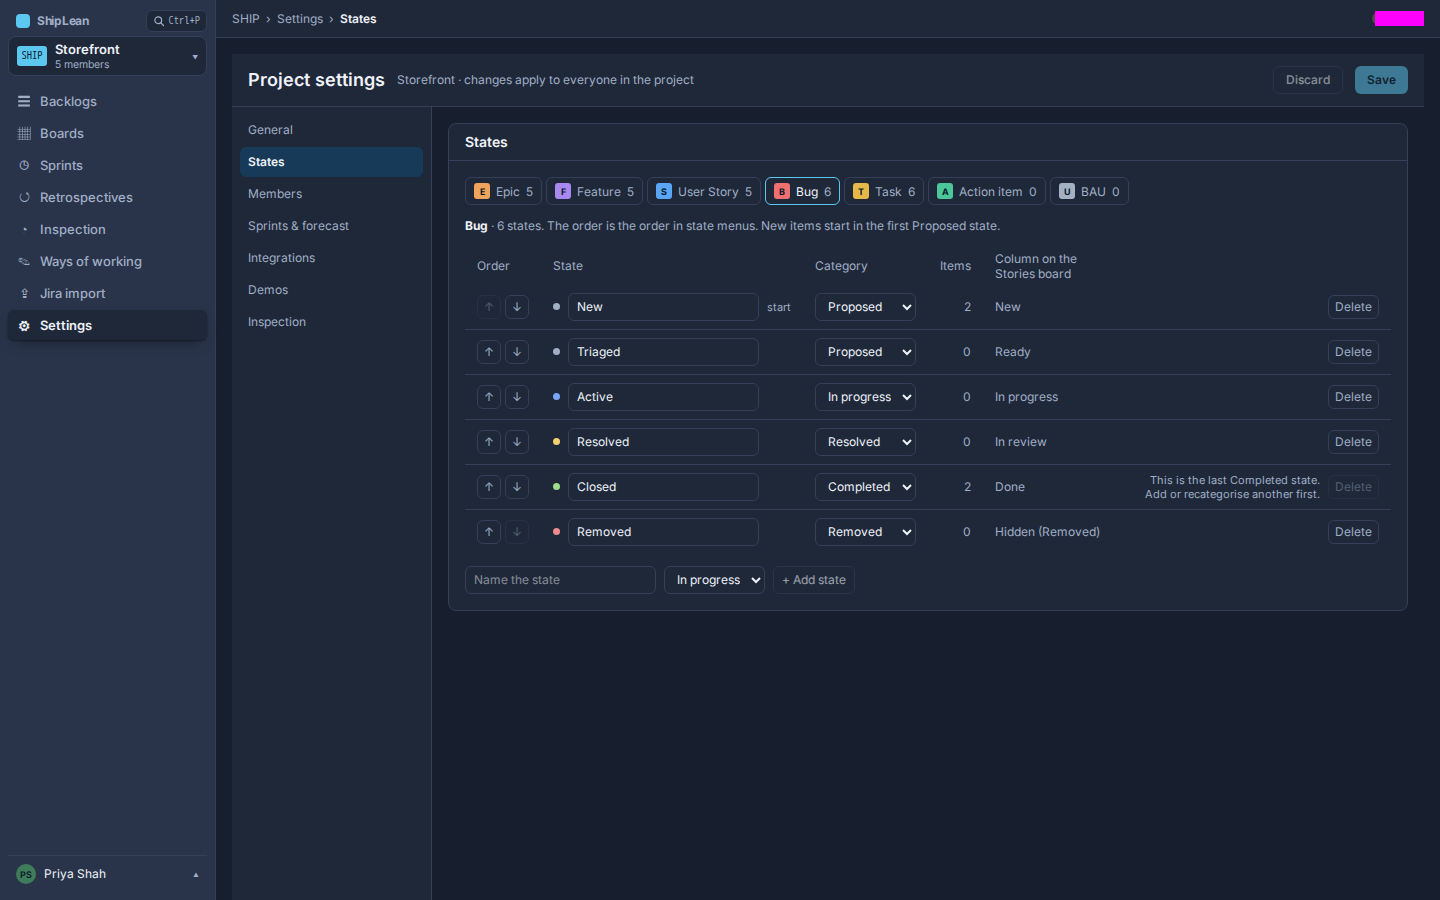 ShipLean
Ctrl+P
SHIP
Storefront
5 members
Backlogs
Boards
Sprints
Retrospectives
Inspection
Ways of working
Jira import
Settings
PS
Priya Shah
SHIP › Settings › States
Project settings
Storefront · changes apply to everyone in the project
Discard
Save
General
States
Members
Sprints & forecast
Integrations
Demos
Inspection
States
E Epic 5
F Feature 5
S User Story 5
B Bug 6
T Task 6
A Action item 0
U BAU 0
Bug · 6 states. The order is the order in state menus. New items start in the first Proposed state.
Order State Category Items Column on the
Stories board
↑ ↓ New start Proposed 2 New Delete
↑ ↓ Triaged Proposed 0 Ready Delete
↑ ↓ Active In progress 0 In progress Delete
↑ ↓ Resolved Resolved 0 In review Delete
↑ ↓ Closed Completed 2 Done This is the last Completed state.
Add or recategorise another first. Delete
↑ ↓ Removed Removed 0 Hidden (Removed) Delete
Name the state In progress + Add state